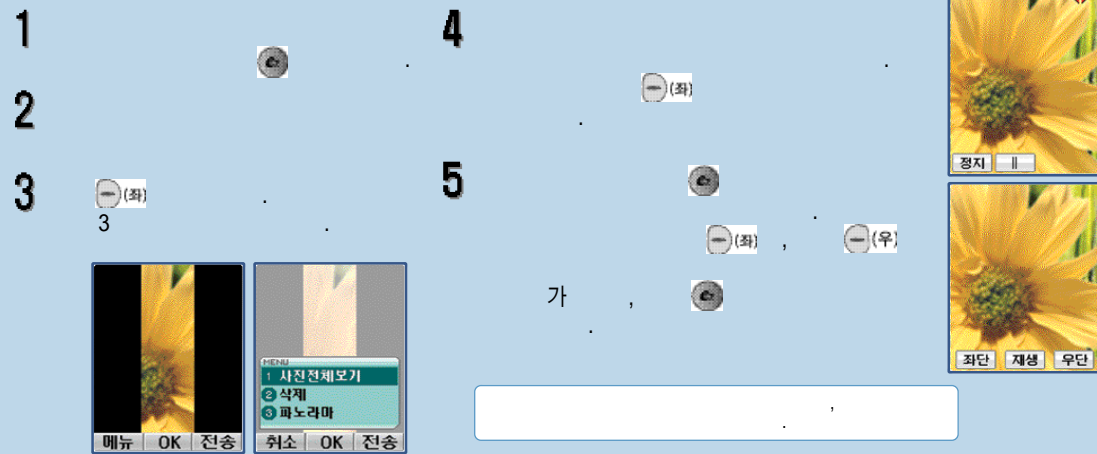 1
.
2
3
(좌)
.
3
.
메뉴 OK 전송
MENU
1 사진전체보기
2 삭제
3 파노라마
취소 OK 전송
4
.
(좌)
.
5
.
(좌) , (우)
가 ,
.
,
.
정지 ||
좌단 재생 우단